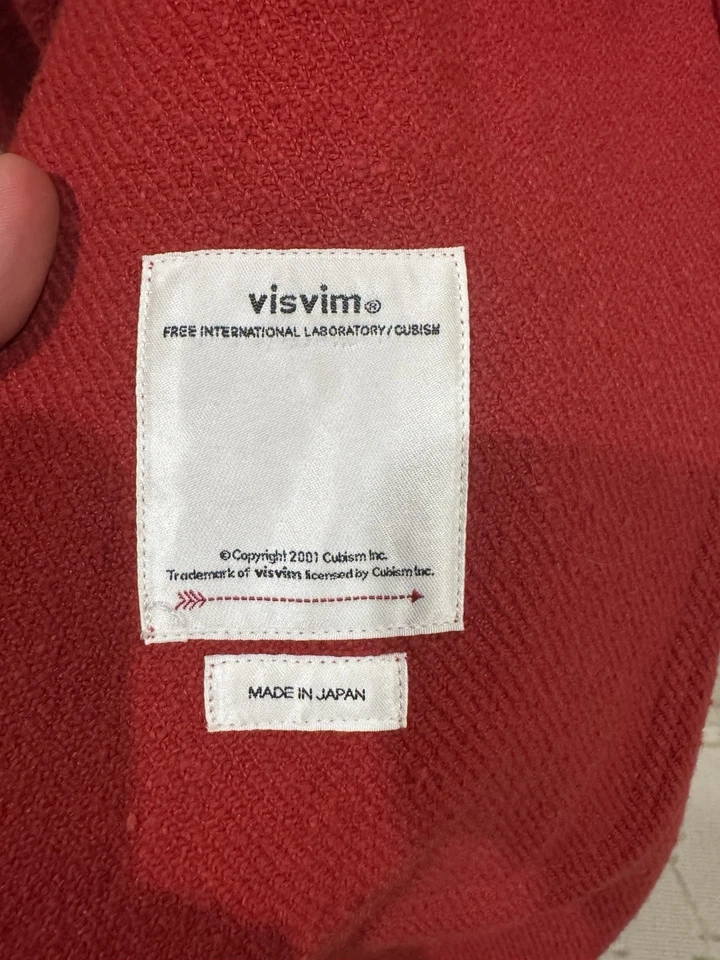 visvim®
FREE INTERNATIONAL LABORATORY/CUBISM
©Copyright 2001 Cubism Inc.
Trademark of visvim licensed by Cubism Inc.
MADE IN JAPAN